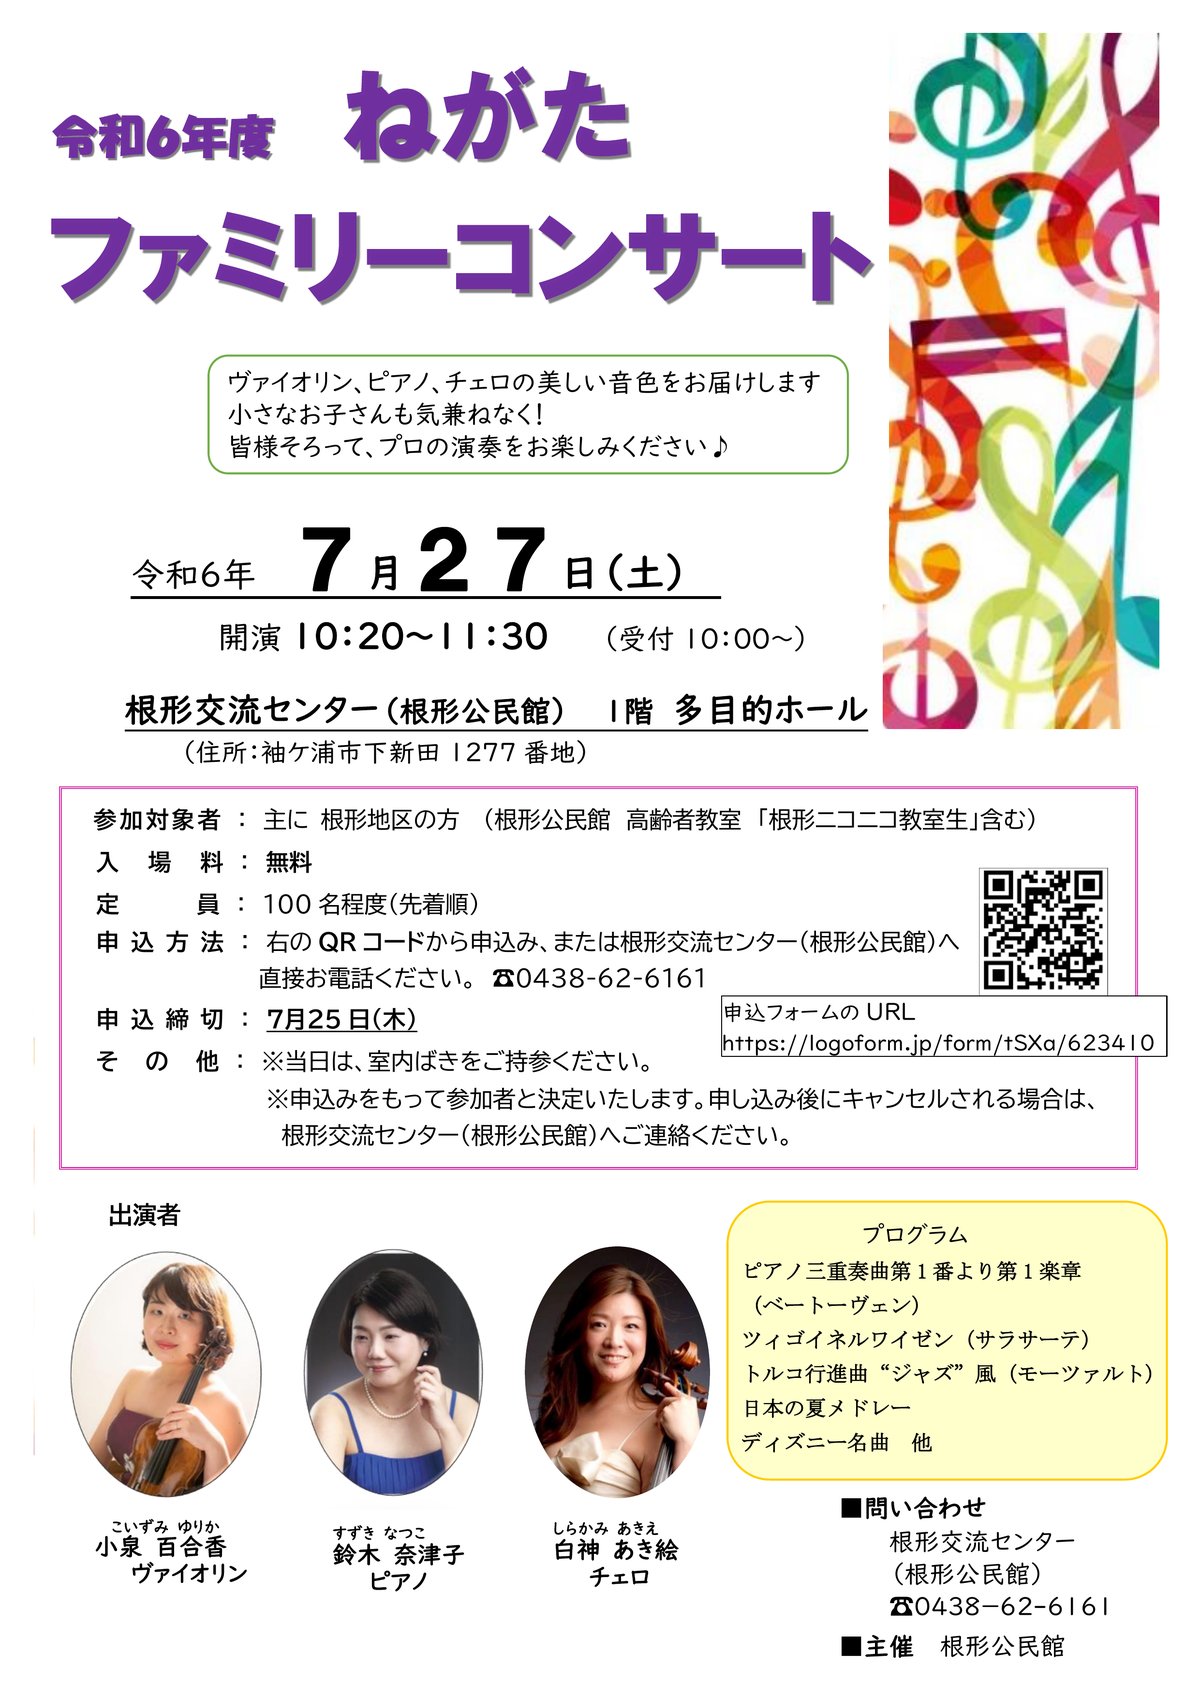 令和6年度 ねがた
ファミリーコンサート
ヴァイオリン、ピアノ、チェロの美しい音色をお届けします
小さなお子さんも気兼ねなく!
皆様そろって、プロの演奏をお楽しみください♪
令和6年 7月27日(土)
開演 10:20~11:30 (受付 10:00~)
根形交流センター(根形公民館) 1階 多目的ホール
(住所:袖ケ浦市下新田 1277 番地)
参加対象者 : 主に 根形地区の方 (根形公民館 高齢者教室 「根形ニコニコ教室生」含む)
入場料 : 無料
定員 : 100 名程度(先着順)
申込方法 : 右の QR コードから申込み、または根形交流センター(根形公民館)へ
直接お電話ください。 ☎0438-62-6161
申込締切 : 7月25日(木)
申込フォームの URL
https://logoform.jp/form/tSXa/623410
その他 : ※当日は、室内ばきをご持参ください。
※申込みをもって参加者と決定いたします。申し込み後にキャンセルされる場合は、
根形交流センター(根形公民館)へご連絡ください。
出演者
こいずみ ゆりか
小泉 百合香
ヴァイオリン
すずき なつこ
鈴木 奈津子
ピアノ
しらかみ あきえ
白神 あき絵
チェロ
プログラム
ピアノ三重奏曲第1番より第1楽章
(ベートーヴェン)
ツィゴイネルワイゼン(サラサーテ)
トルコ行進曲“ジャズ”風(モーツァルト)
日本の夏メドレー
ディズニー名曲 他
■問い合わせ
根形交流センター
(根形公民館)
☎0438-62-6161
■主催 根形公民館